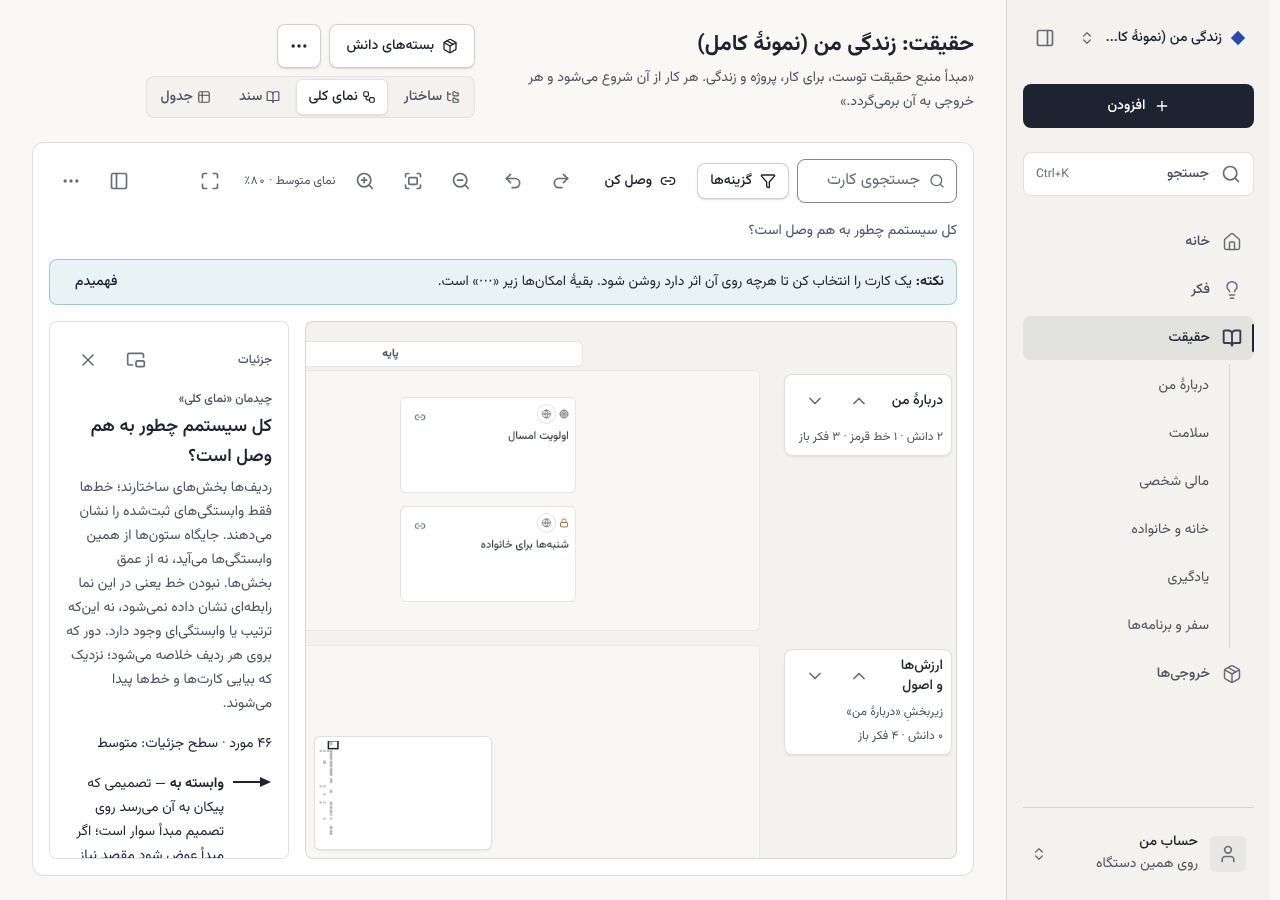 زندگی من (نمونهٔ کا...
افزودن
جستجو
Ctrl+K
خانه
فکر
حقیقت
دربارهٔ من
سلامت
مالی شخصی
خانه و خانواده
یادگیری
سفر و برنامه‌ها
خروجی‌ها
حساب من
روی همین دستگاه
حقیقت: زندگی من (نمونهٔ کامل)
«مبدأ منبع حقیقت توست، برای کار، پروژه و زندگی. هر کار از آن شروع می‌شود و هر
خروجی به آن برمی‌گردد.»
بسته‌های دانش
ساختار
نمای کلی
سند
جدول
جستجوی کارت
گزینه‌ها
وصل کن
نمای متوسط · ۸۰٪
کل سیستمم چطور به هم وصل است؟
نکته: یک کارت را انتخاب کن تا هرچه روی آن اثر دارد روشن شود. بقیهٔ امکان‌ها زیر «···» است.
فهمیدم
پایه
دربارهٔ من
۲ دانش · ۱ خط قرمز · ۳ فکر باز
اولویت امسال
شنبه‌ها برای خانواده
ارزش‌ها
و اصول
زیربخشِ «دربارهٔ من»
۰ دانش · ۴ فکر باز
جزئیات
چیدمان «نمای کلی»
کل سیستمم چطور به هم
وصل است؟
ردیف‌ها بخش‌های ساختارند؛ خط‌ها
فقط وابستگی‌های ثبت‌شده را نشان
می‌دهند. جایگاه ستون‌ها از همین
وابستگی‌ها می‌آید، نه از عمق
بخش‌ها. نبودن خط یعنی در این نما
رابطه‌ای نشان داده نمی‌شود، نه این‌که
ترتیب یا وابستگی‌ای وجود دارد. دور که
بروی هر ردیف خلاصه می‌شود؛ نزدیک
که بیایی کارت‌ها و خط‌ها پیدا
می‌شوند.
۴۶ مورد · سطح جزئیات: متوسط
وابسته به — تصمیمی که
پیکان به آن می‌رسد روی
تصمیم مبدأ سوار است؛ اگر
مبدأ عوض شود مقصد نیاز